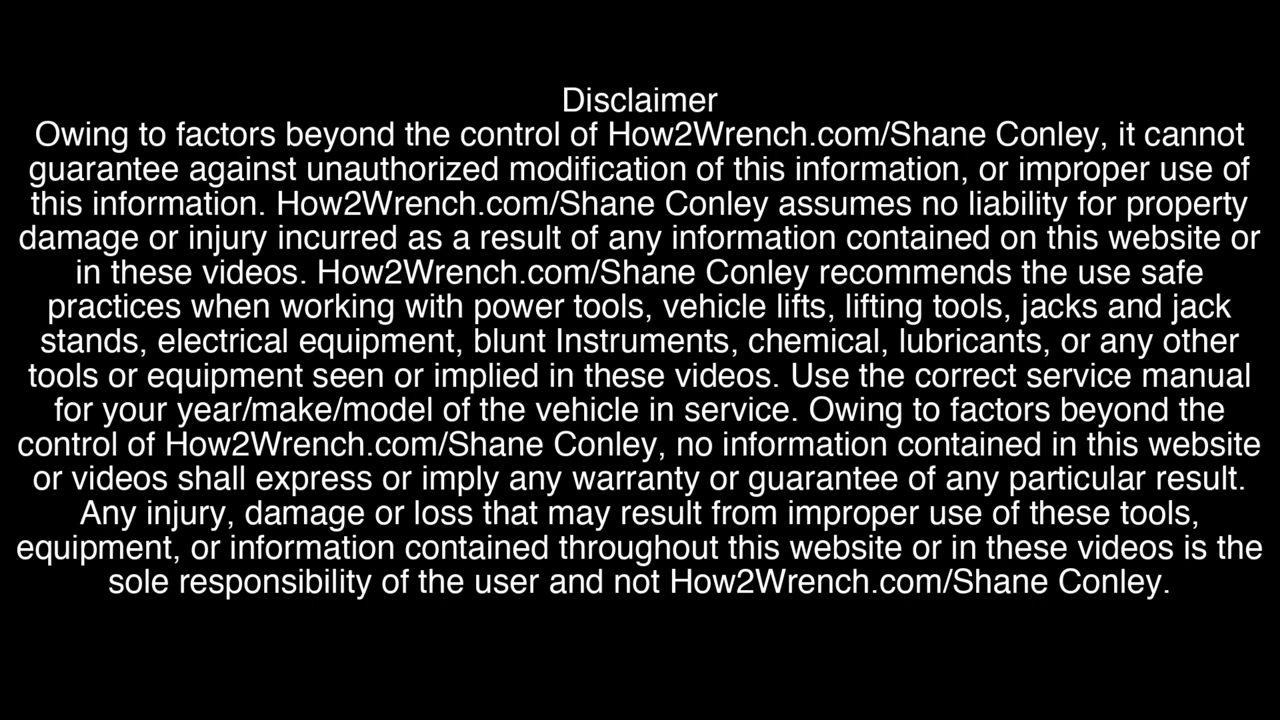 Disclaimer
Owing to factors beyond the control of How2Wrench.com/Shane Conley, it cannot
guarantee against unauthorized modification of this information, or improper use of
this information. How2Wrench.com/Shane Conley assumes no liability for property
damage or injury incurred as a result of any information contained on this website or
in these videos. How2Wrench.com/Shane Conley recommends the use safe
practices when working with power tools, vehicle lifts, lifting tools, jacks and jack
stands, electrical equipment, blunt Instruments, chemical, lubricants, or any other
tools or equipment seen or implied in these videos. Use the correct service manual
for your year/make/model of the vehicle in service. Owing to factors beyond the
control of How2Wrench.com/Shane Conley, no information contained in this website
or videos shall express or imply any warranty or guarantee of any particular result.
Any injury, damage or loss that may result from improper use of these tools,
equipment, or information contained throughout this website or in these videos is the
sole responsibility of the user and not How2Wrench.com/Shane Conley.